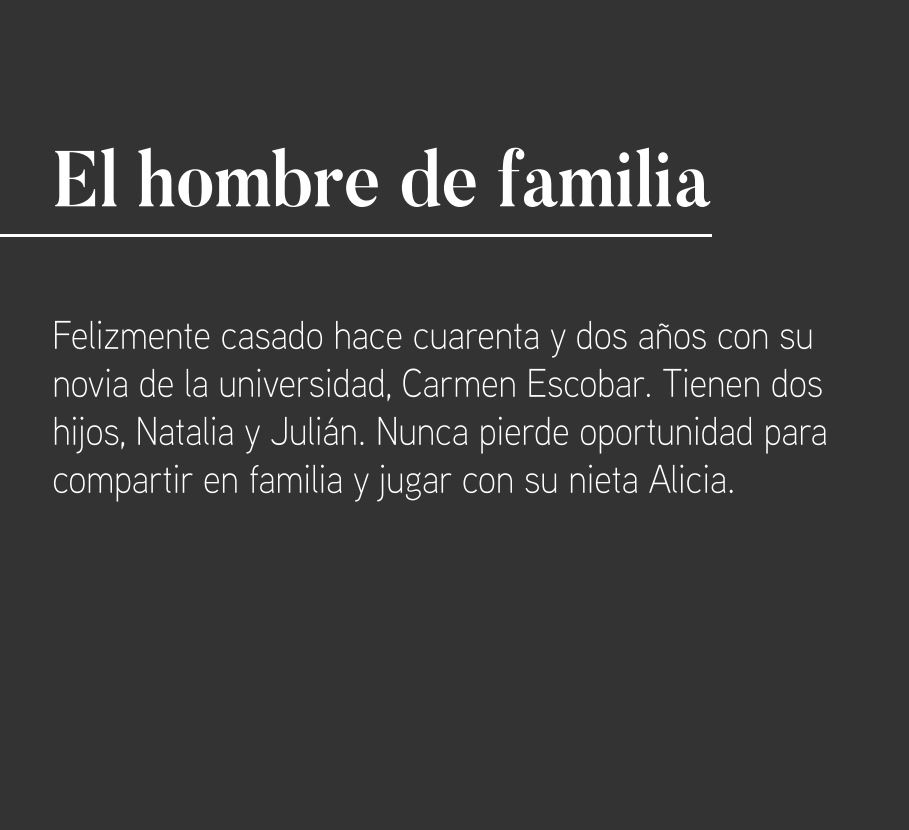 El hombre de familia
Felizmente casado hace cuarenta y dos años con su
novia de la universidad, Carmen Escobar. Tienen dos
hijos, Natalia y Julián. Nunca pierde oportunidad para
compartir en familia y jugar con su nieta Alicia.